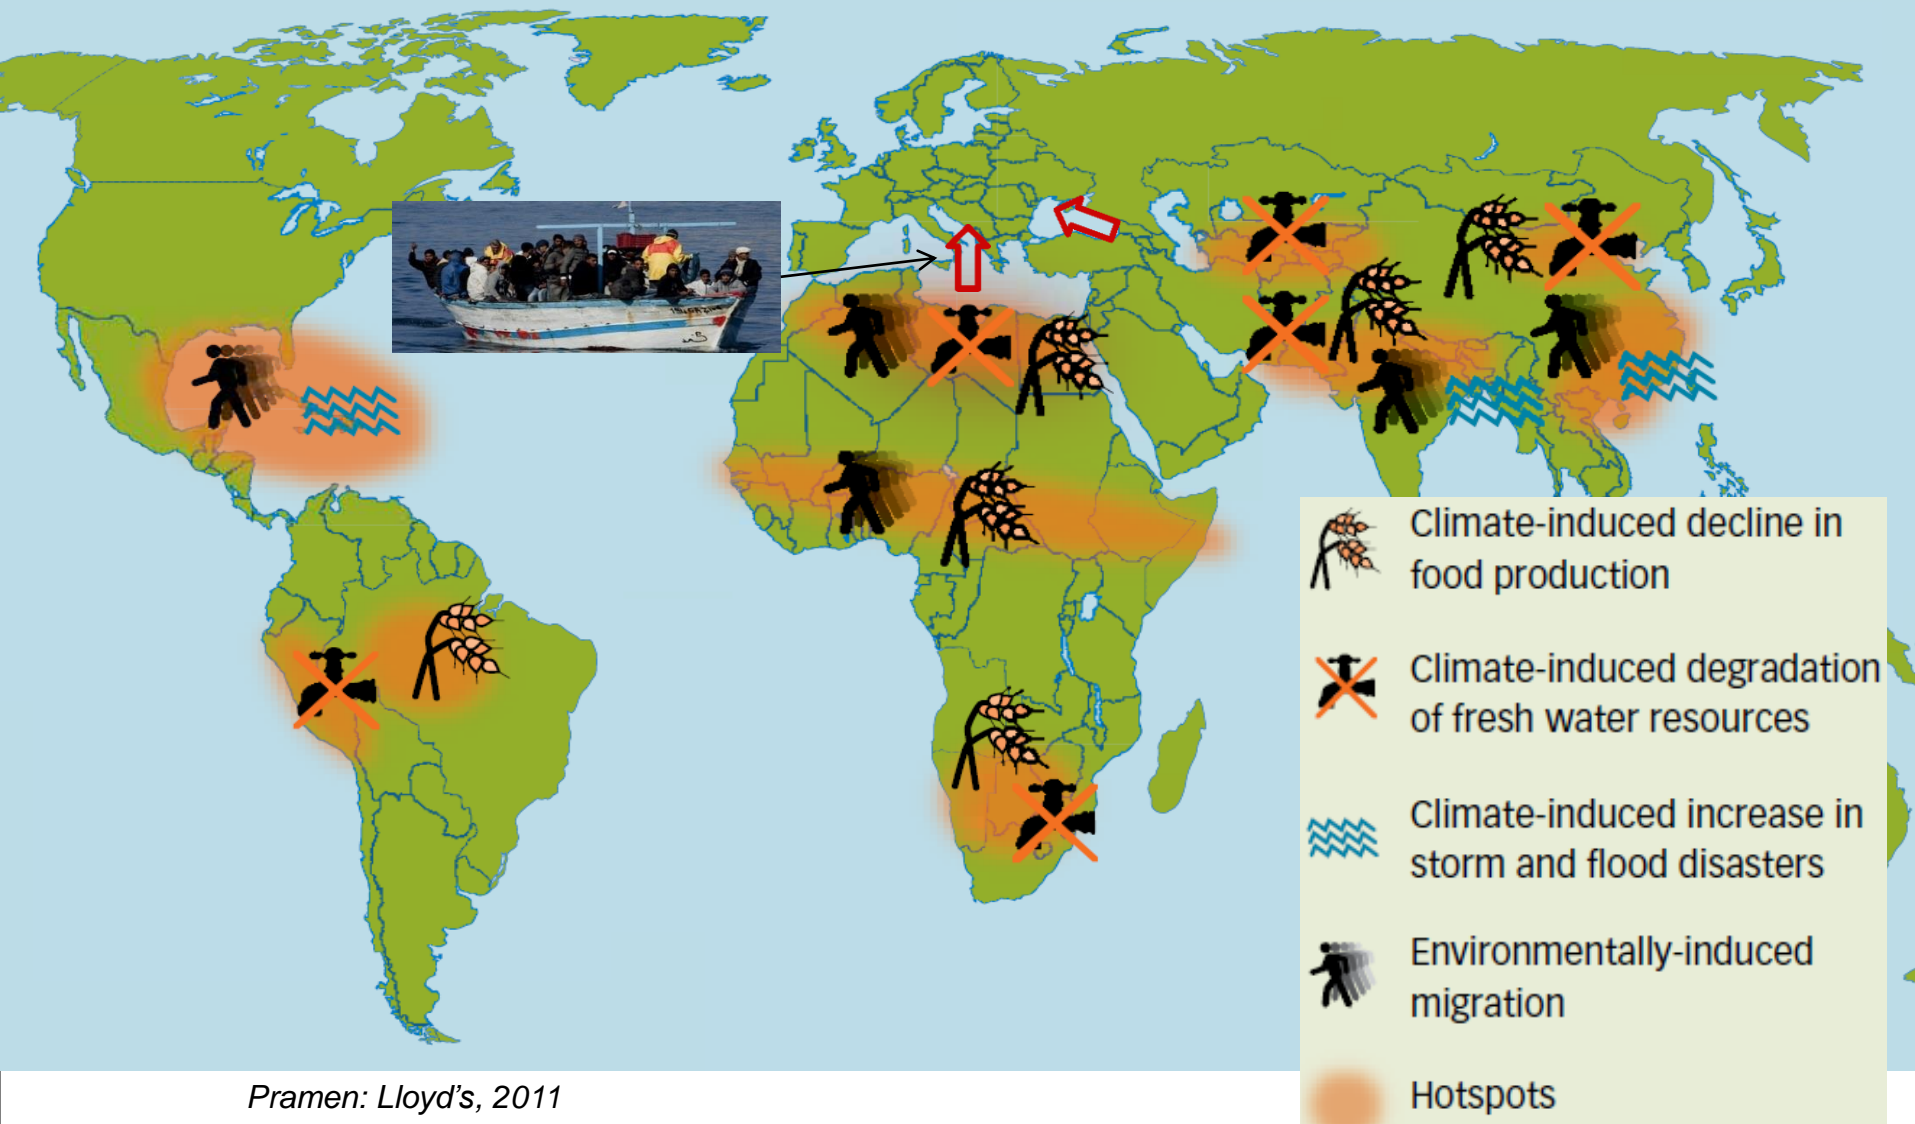 Climate-induced decline in
food production
Climate-induced degradation
of fresh water resources
Climate-induced increase in
storm and flood disasters
Environmentally-induced
migration
Hotspots
Pramen: Lloyd's, 2011